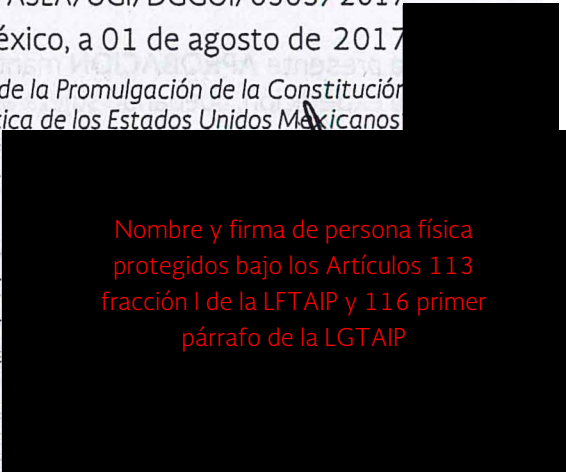 éxico, a 01 de agosto de 2017
de la Promulgación de la Constitución
tica de los Estados Unidos Mexicanos
Nombre y firma de persona física
protegidos bajo los Artículos 113
fracción I de la LFTAIP y 116 primer
párrafo de la LGTAIP